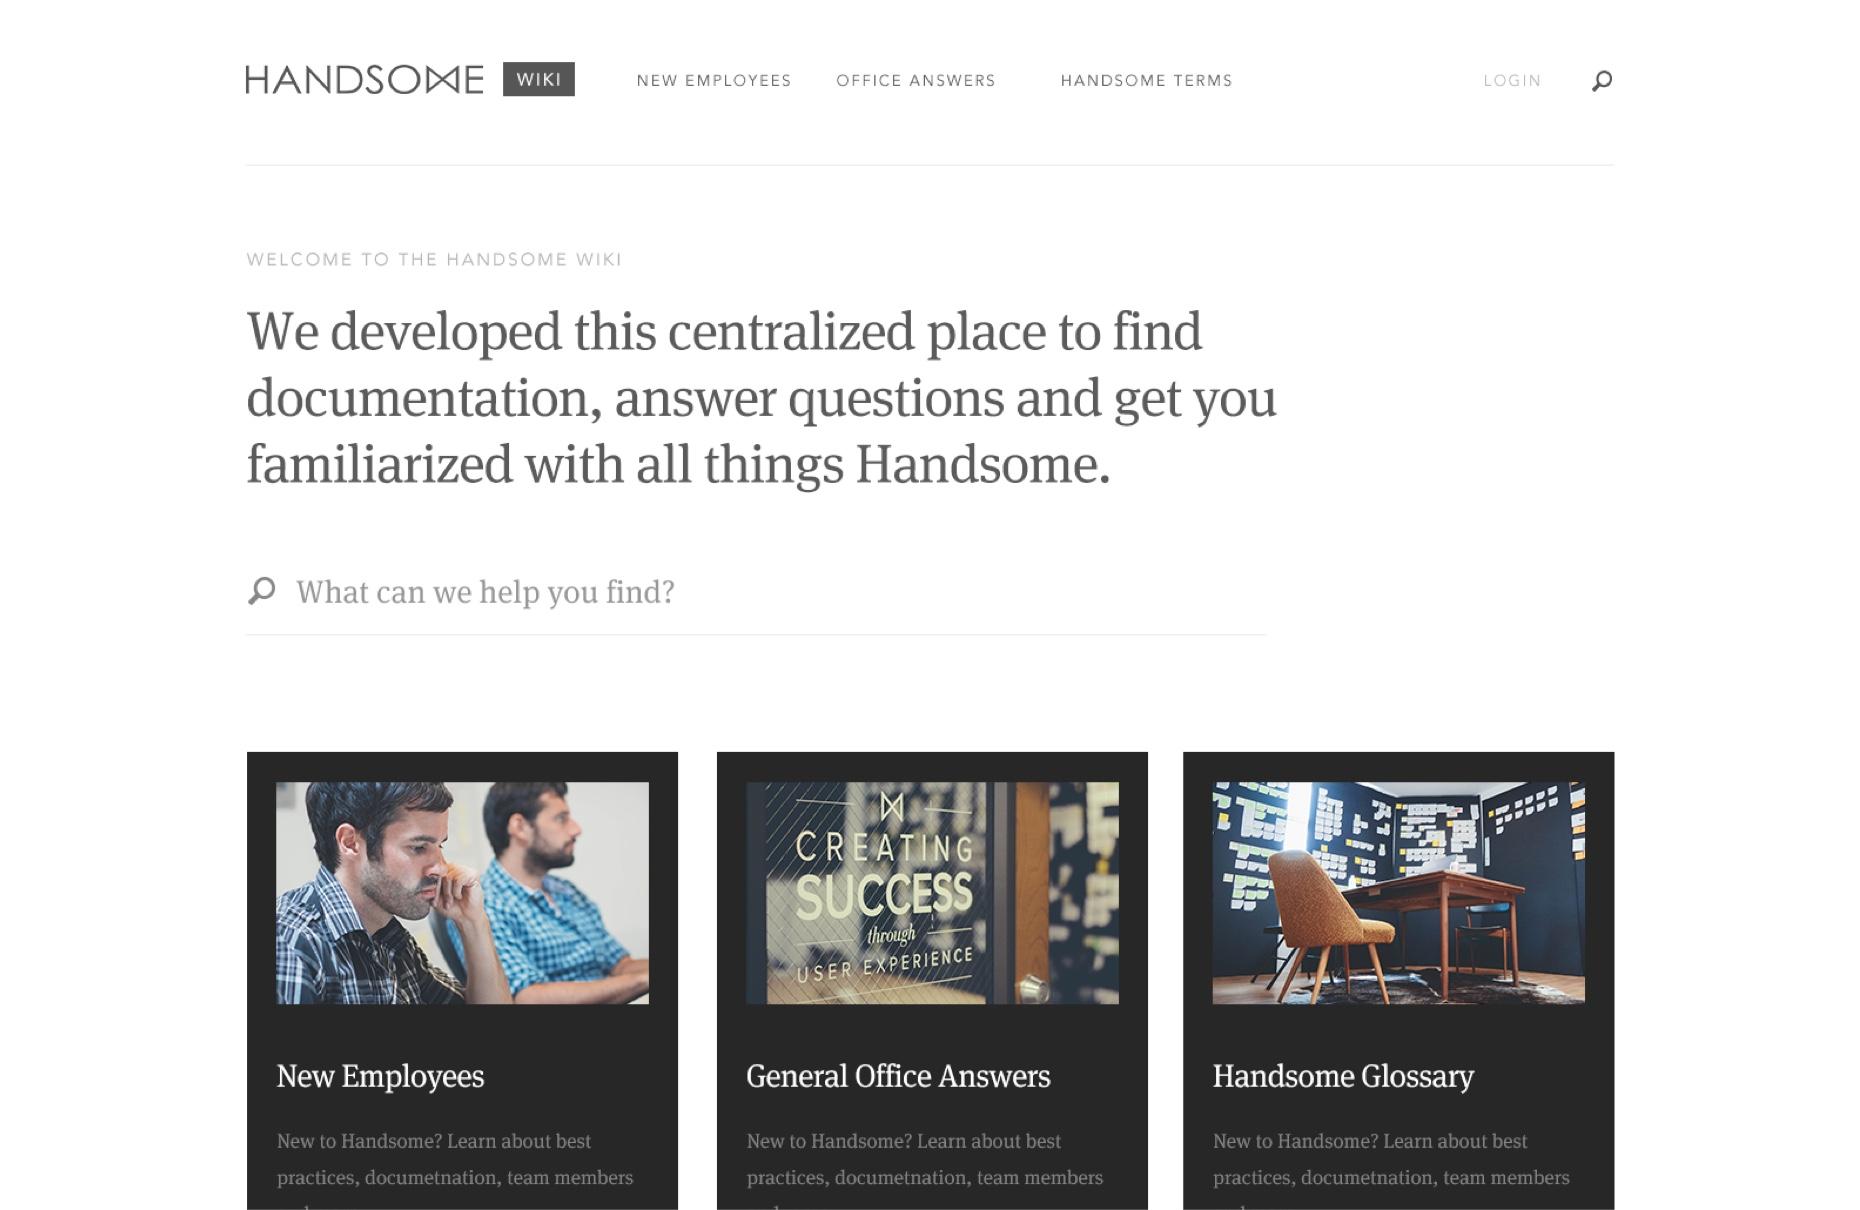 HANDSOME WIKI NEW EMPLOYEES OFFICE ANSWERS HANDSOME TERMS LOGIN
WELCOME TO THE HANDSOME WIKI
We developed this centralized place to find
documentation, answer questions and get you
familiarized with all things Handsome.
What can we help you find?
CREATING
SUCCESS
through
USER EXPERIENCE
New Employees
New to Handsome? Learn about best
practices, documetnation, team members
General Office Answers
New to Handsome? Learn about best
practices, documetnation, team members
Handsome Glossary
New to Handsome? Learn about best
practices, documetnation, team members